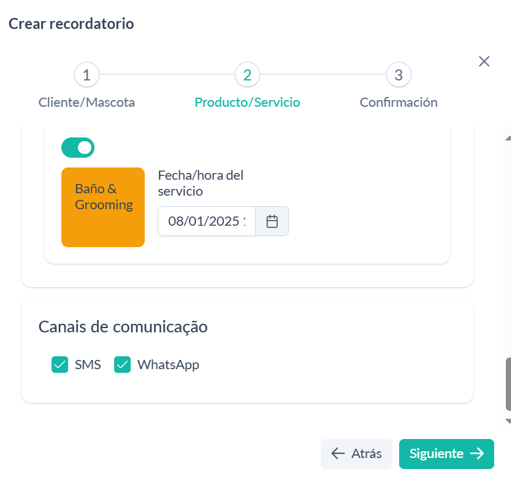 Crear recordatorio
1
2
3
Cliente/Mascota
Producto/Servicio
Confirmación
Baño &
Grooming
Fecha/hora del
servicio
08/01/2025
Canais de comunicação
SMS
WhatsApp
Atrás
Siguiente